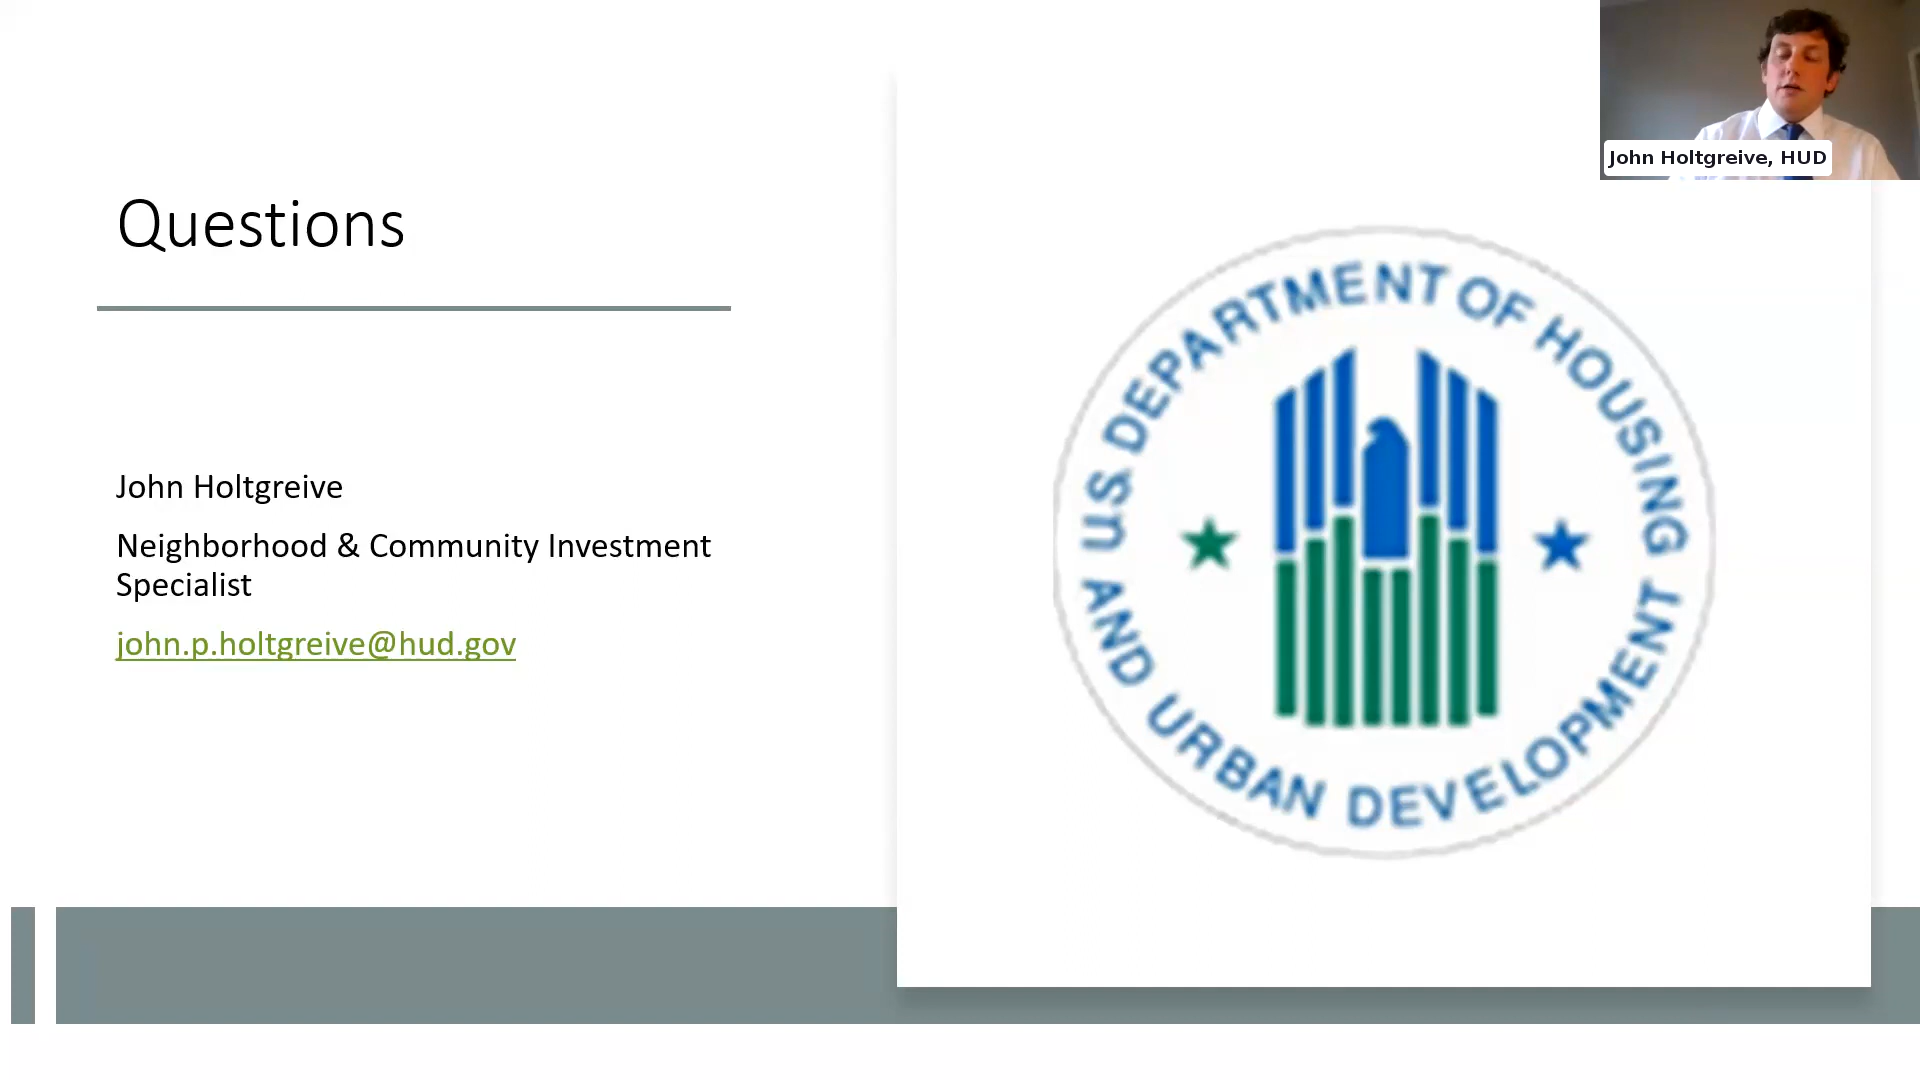 John Holtgreive, HUD
Questions
John Holtgreive
Neighborhood & Community Investment
Specialist
john.p.holtgreive@hud.gov
U.S. DEPARTMENT OF HOUSING
AND URBAN DEVELOPMENT